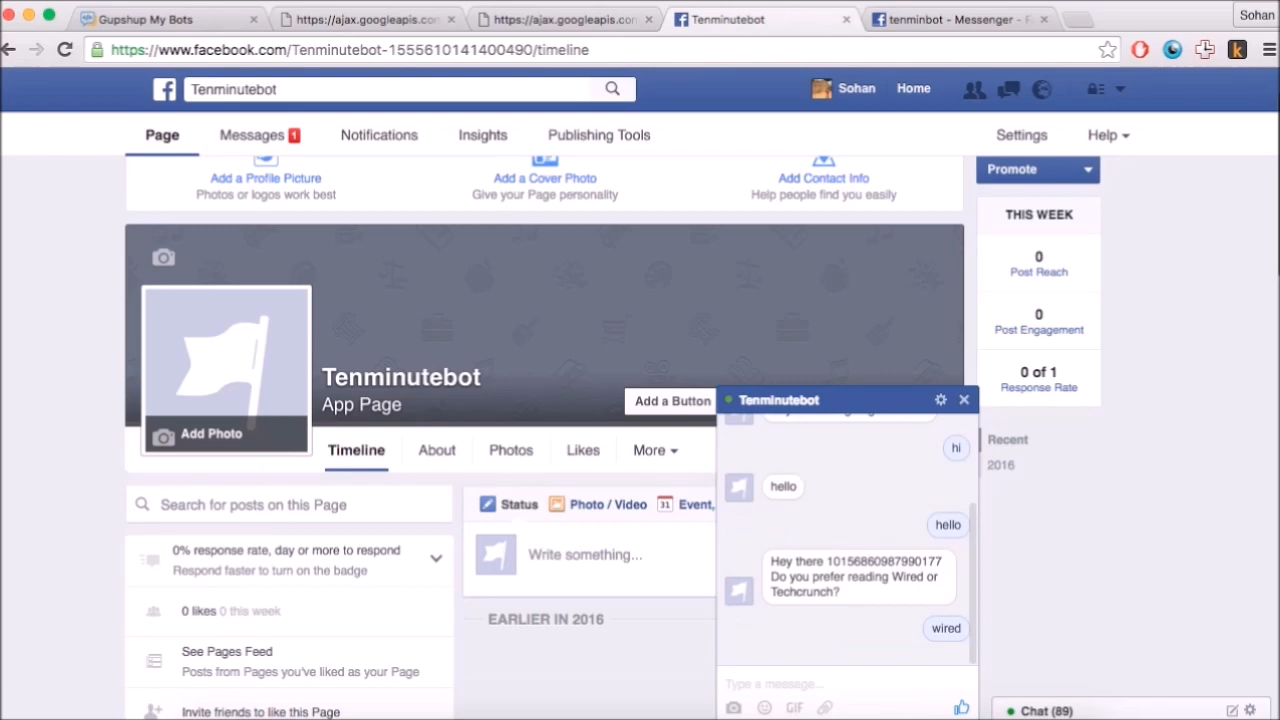 Gupshup My Bots
https://ajax.googleapis.con
https://ajax.googleapis.con
Tenminutebot
tenminbot - Messenger - F
Sohan
https://www.facebook.com/Tenminutebot-1555610141400490/timeline
Tenminutebot
Sohan
Home
Page
Messages 1
Notifications
Insights
Publishing Tools
Settings
Help
Add a Profile Picture
Photos or logos work best
Add a Cover Photo
Give your Page personality
Add Contact Info
Help people find you easily
Promote
THIS WEEK
0
Post Reach
0
Post Engagement
0 of 1
Response Rate
Recent
2016
Tenminutebot
App Page
Add Photo
Add a Button
Timeline
About
Photos
Likes
More
Search for posts on this Page
0% response rate, day or more to respond
Respond faster to turn on the badge
0 likes 0 this week
See Pages Feed
Posts from Pages you've liked as your Page
Invite friends to like this Page
Status
Photo / Video
31
Event,
Write something...
EARLIER IN 2016
Tenminutebot
hi
hello
hello
Hey there 10156860987990177
Do you prefer reading Wired or
Techcrunch?
wired
Type a message...
GIF
Chat (89)